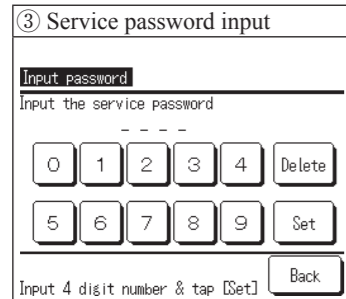 ③ Service password input
Input password
Input the service password
– – – –
0 1 2 3 4 Delete
5 6 7 8 9 Set
Back
Input 4 digit number & tap [Set]